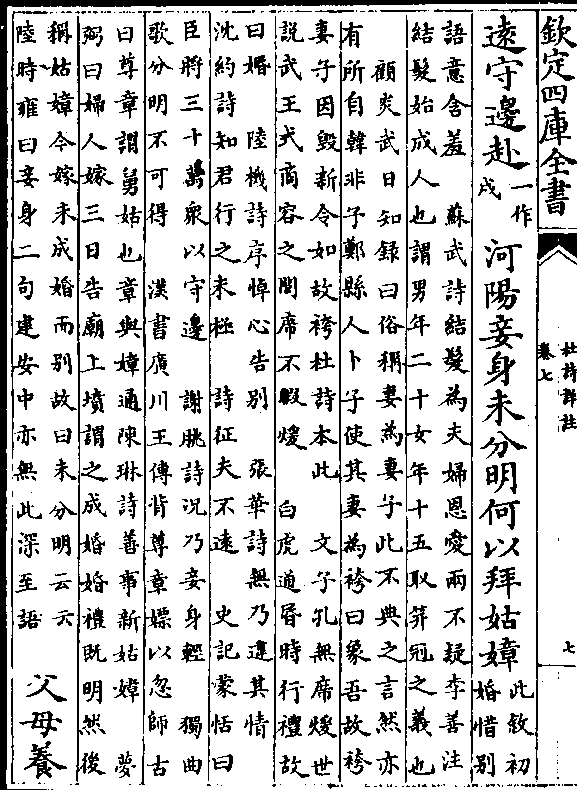 欽定四庫全書
杜詩詳註
卷七
七
遠守邊赴一作戍河陽妾身未分明何以拜姑嫜此敘初婚惜别
語意含羞 蘇武詩結髮為夫婦恩愛兩不疑李善注
結髮始成人也謂男年二十女年十五取笄冠之義也
顧炎武日知錄曰俗稱妻為妻子此不典之言然亦
有所自韓非子鄭縣人卜子使其妻為袴曰象吾故袴
妻子因毀新令如故袴杜詩本此 文子孔無席煖世
說武王式商容之閭席不暇煖 白虎通昏時行禮故
曰婚 陸機詩序悼心告别 張華詩無乃違其情
沈約詩知君行之未極 詩征夫不遠 史記蒙恬曰
臣將三十萬衆以守邊 謝朓詩况乃妾身輕 獨曲
歌分明不可得 漢書廣川王傳背尊章嫖以忽師古
曰尊章謂舅姑也章與嫜通陳琳詩善事新姑嫜 夢
弼曰婦人嫁三日告廟上墳謂之成婚婚禮既明然後
稱姑嫜今嫁未成婚而别故曰未分明云云
陸時雍曰妾身二句建安中亦無此深至語
父母養